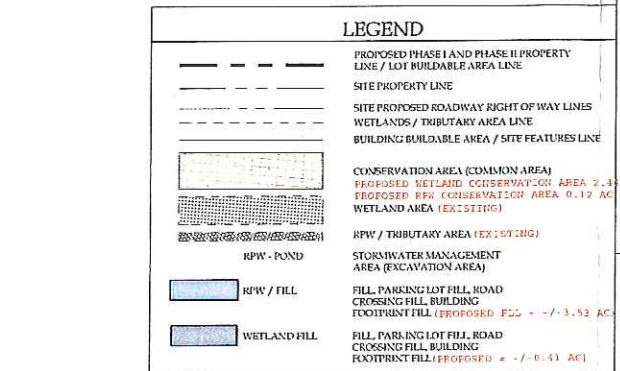 LEGEND
PROPOSED PHASE I AND PHASE II PROPERTY
LINE / LOT BUILDABLE AREA LINE
SITE PROPERTY LINE
SITE PROPOSED ROADWAY RIGHT OF WAY LINES
WETLANDS / TRIBUTARY AREA LINE
BUILDING BUILDABLE AREA / SITE FEATURES LINE
CONSERVATION AREA (COMMON AREA)
PROPOSED WETLAND CONSERVATION AREA 2.4
PROPOSED RPW CONSERVATION AREA 0.12 AC
WETLAND AREA (EXISTING)
RPW / TRIBUTARY AREA (EXISTING)
RPW - POND STORMWATER MANAGEMENT
AREA (EXCAVATION AREA)
RPW / FILL FILL, PARKING LOT FILL, ROAD
CROSSING FILL, BUILDING
FOOTPRINT FILL (PROPOSED = +/-3.53 AC
WETLAND FILL FILL, PARKING LOT FILL, ROAD
CROSSING FILL, BUILDING
FOOTPRINT FILL (PROPOSED = +/-0.41 AC)